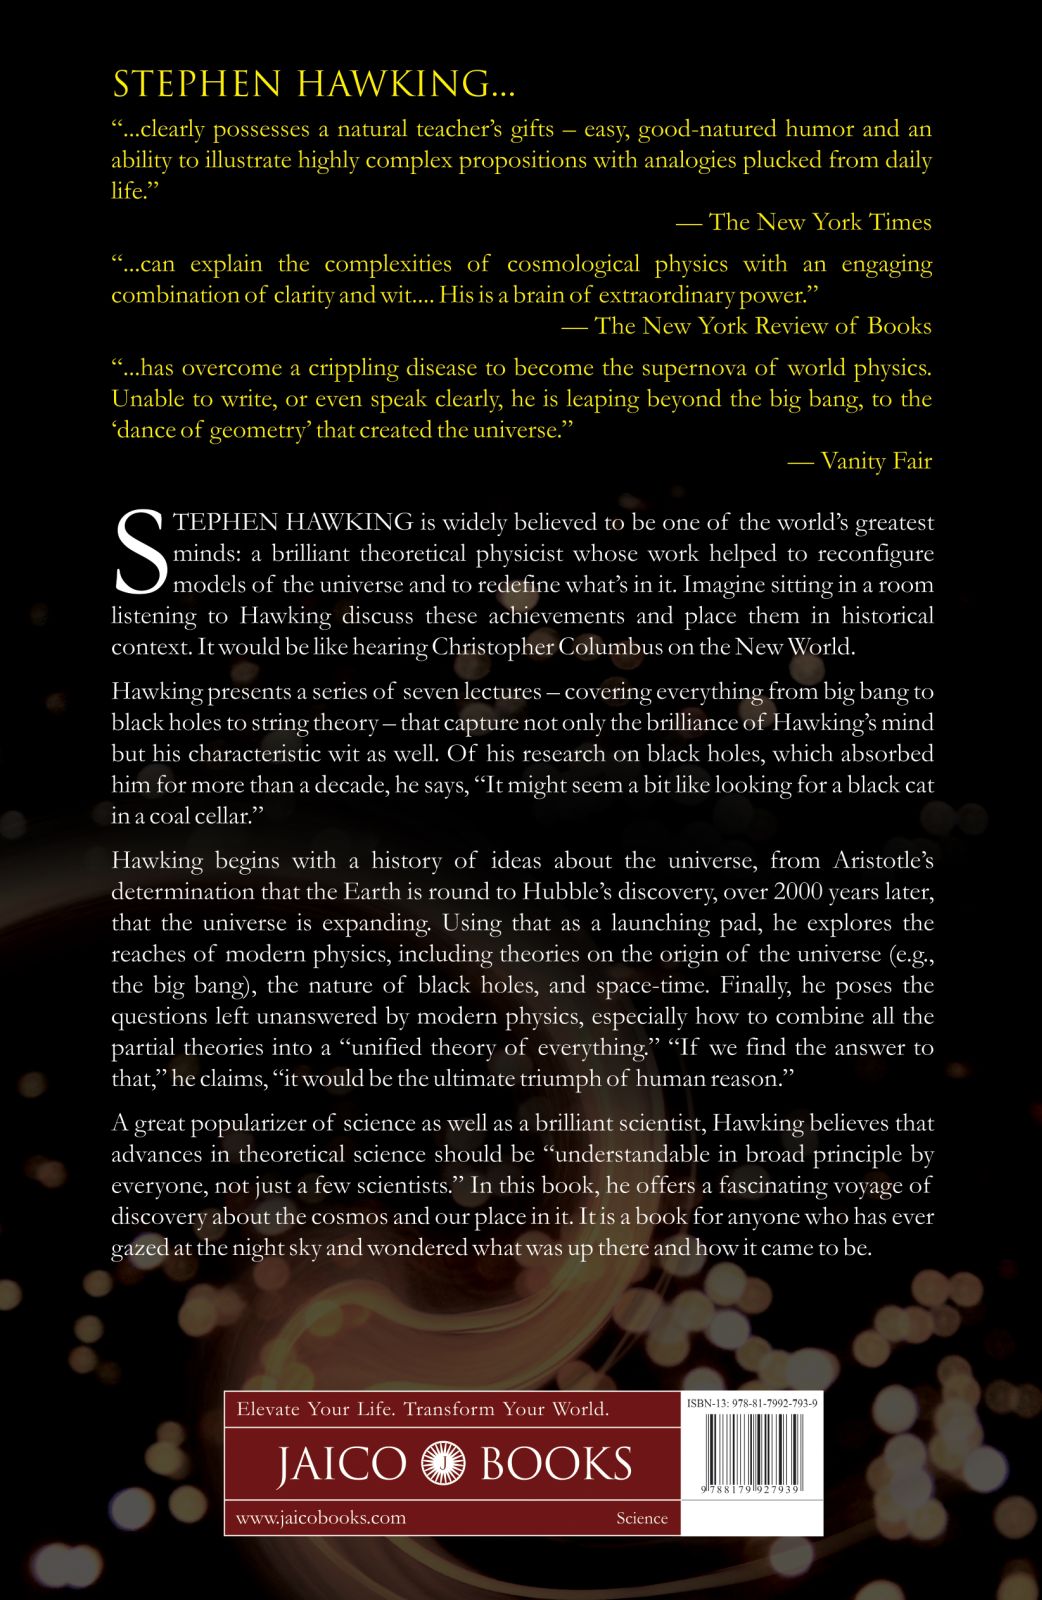 STEPHEN HAWKING...
“...clearly possesses a natural teacher’s gifts – easy, good-natured humor and an
ability to illustrate highly complex propositions with analogies plucked from daily
life.”
— The New York Times
“...can explain the complexities of cosmological physics with an engaging
combination of clarity and wit.... His is a brain of extraordinary power.”
— The New York Review of Books
“...has overcome a crippling disease to become the supernova of world physics.
Unable to write, or even speak clearly, he is leaping beyond the big bang, to the
‘dance of geometry’ that created the universe.”
— Vanity Fair
STEPHEN HAWKING is widely believed to be one of the world’s greatest
minds: a brilliant theoretical physicist whose work helped to reconfigure
models of the universe and to redefine what’s in it. Imagine sitting in a room
listening to Hawking discuss these achievements and place them in historical
context. It would be like hearing Christopher Columbus on the New World.
Hawking presents a series of seven lectures – covering everything from big bang to
black holes to string theory – that capture not only the brilliance of Hawking’s mind
but his characteristic wit as well. Of his research on black holes, which absorbed
him for more than a decade, he says, “It might seem a bit like looking for a black cat
in a coal cellar.”
Hawking begins with a history of ideas about the universe, from Aristotle’s
determination that the Earth is round to Hubble’s discovery, over 2000 years later,
that the universe is expanding. Using that as a launching pad, he explores the
reaches of modern physics, including theories on the origin of the universe (e.g.,
the big bang), the nature of black holes, and space-time. Finally, he poses the
questions left unanswered by modern physics, especially how to combine all the
partial theories into a “unified theory of everything.” “If we find the answer to
that,” he claims, “it would be the ultimate triumph of human reason.”
A great popularizer of science as well as a brilliant scientist, Hawking believes that
advances in theoretical science should be “understandable in broad principle by
everyone, not just a few scientists.” In this book, he offers a fascinating voyage of
discovery about the cosmos and our place in it. It is a book for anyone who has ever
gazed at the night sky and wondered what was up there and how it came to be.
Elevate Your Life. Transform Your World.
JAICO J BOOKS
www.jaicobooks.com
Science
ISBN-13: 978-81-7992-793-9
9 788179 927939